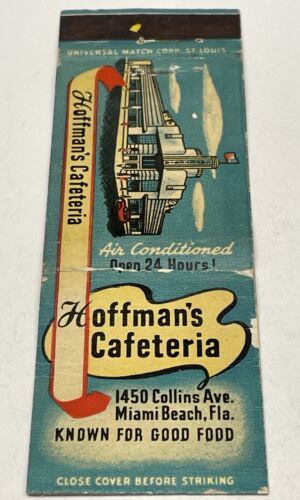 UNIVERSAL MATCH CORP. ST. LOUIS
Hoffman's Cafeteria
Air Conditioned
Open 24 Hours!
Hoffman's
Cafeteria
1450 Collins Ave.
Miami Beach, Fla.
KNOWN FOR GOOD FOOD
CLOSE COVER BEFORE STRIKING